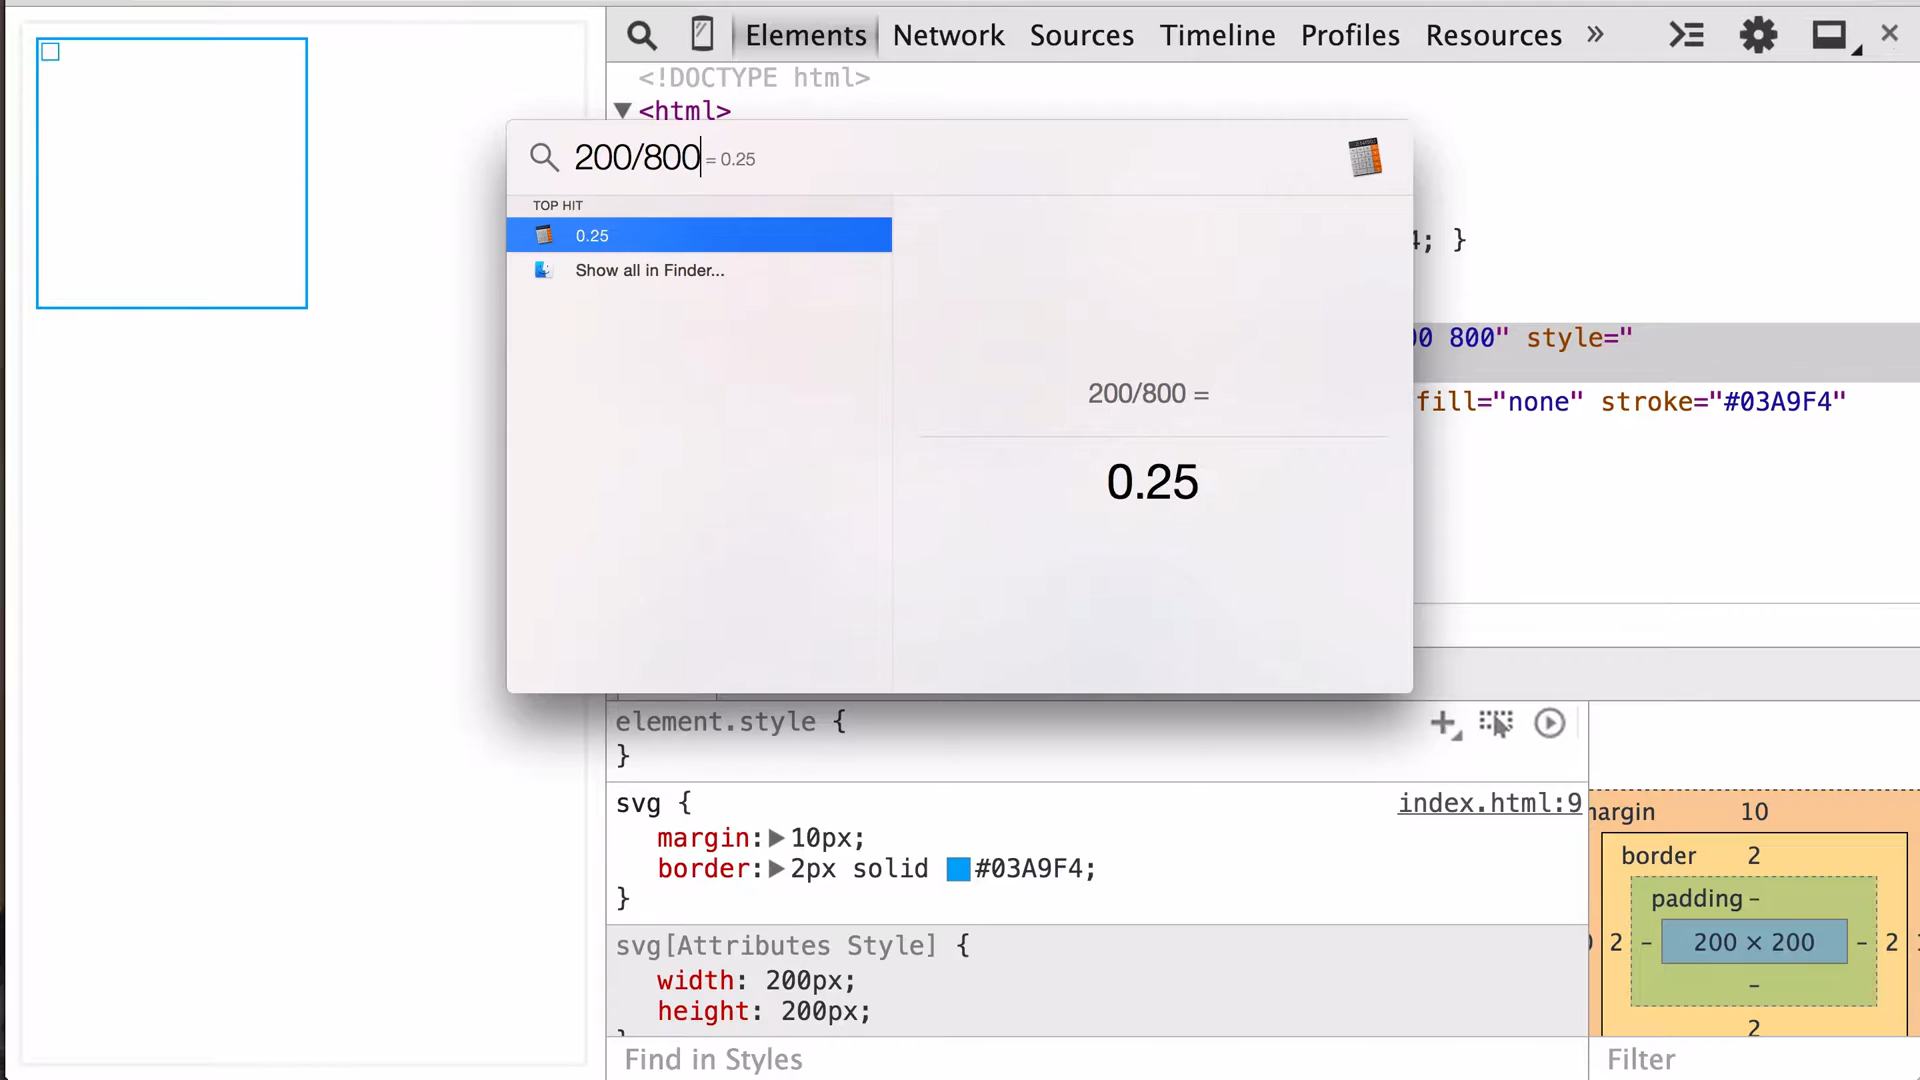 Elements Network Sources Timeline Profiles Resources »
<!DOCTYPE html>
▼<html>
200/800 = 0.25
TOP HIT
0.25
Show all in Finder...
200/800 =
0.25
; }
00 800" style="
fill="none" stroke="#03A9F4"
element.style {
}
svg { index.html:9
margin:▶10px;
border:▶2px solid #03A9F4;
}
svg[Attributes Style] {
width: 200px;
height: 200px;
Find in Styles
margin 10
border 2
padding -
2 - 200 × 200 - 2
-
2
Filter